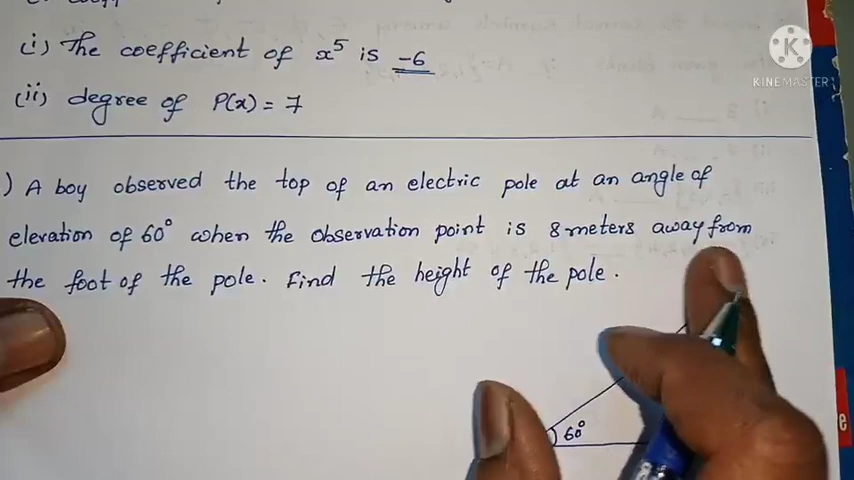 (i) The coefficient of x⁵ is -6
(ii) degree of P(x) = 7
K
KINEMASTER
) A boy observed the top of an electric pole at an angle of
elevation of 60° when the observation point is 8 meters away from
the foot of the pole. Find the height of the pole.
60°